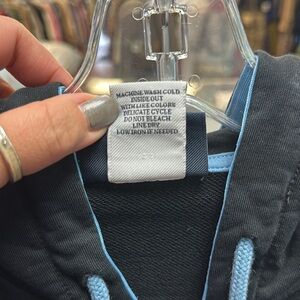 MACHINE WASH COLD
INSIDE OUT
WITH LIKE COLORS
DELICATE CYCLE
DO NOT BLEACH
LINE DRY
LOW IRON IF NEEDED